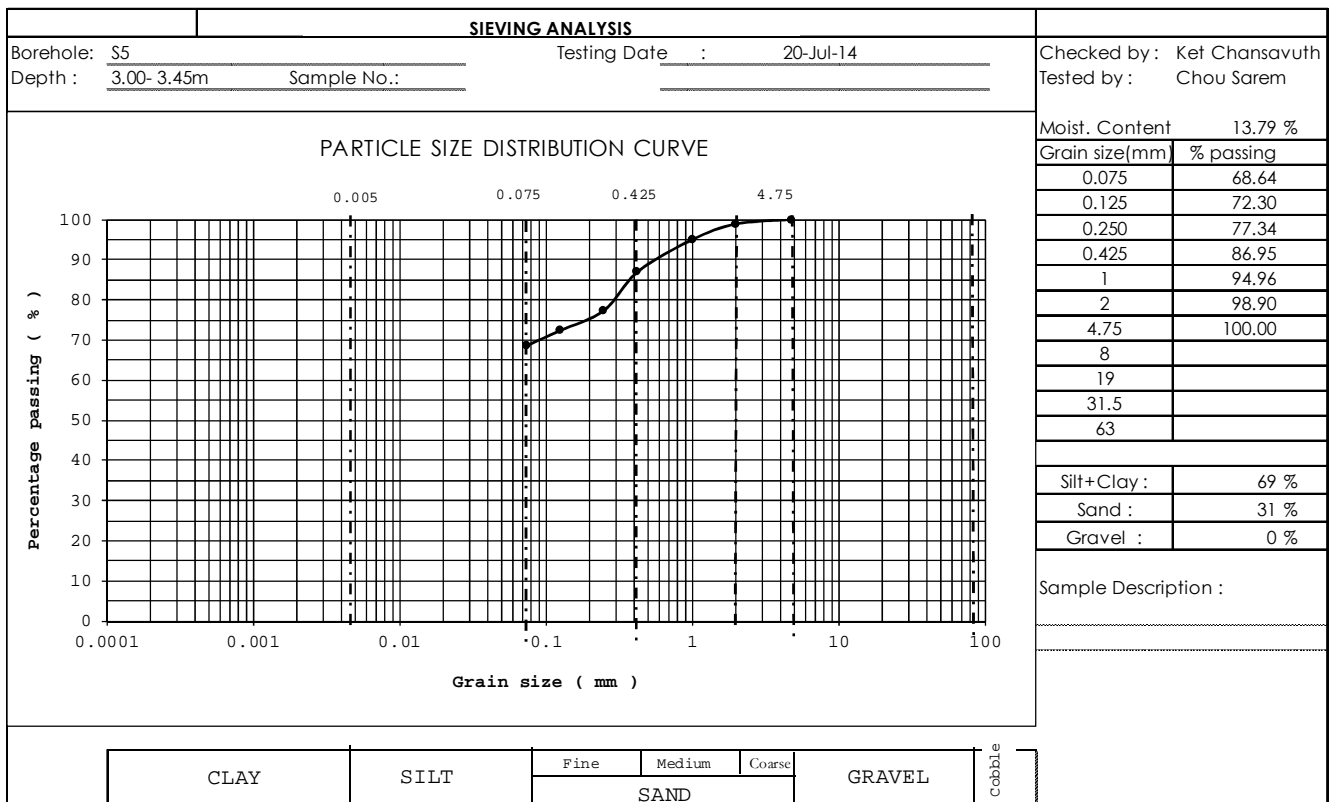 SIEVING ANALYSIS
Borehole: S5 Testing Date : 20-Jul-14
Depth : 3.00- 3.45m Sample No.:
Checked by : Ket Chansavuth
Tested by : Chou Sarem
Moist. Content 13.79 %
Grain size(mm) % passing
0.075 68.64
0.125 72.30
0.250 77.34
0.425 86.95
1 94.96
2 98.90
4.75 100.00
8
19
31.5
63
Silt+Clay : 69 %
Sand : 31 %
Gravel : 0 %
Sample Description :
PARTICLE SIZE DISTRIBUTION CURVE
0.005 0.075 0.425 4.75
Percentage passing ( % )
100
90
80
70
60
50
40
30
20
10
0
0.0001 0.001 0.01 0.1 1 10 100
Grain size ( mm )
CLAY SILT Fine Medium Coarse GRAVEL Cobble
SAND